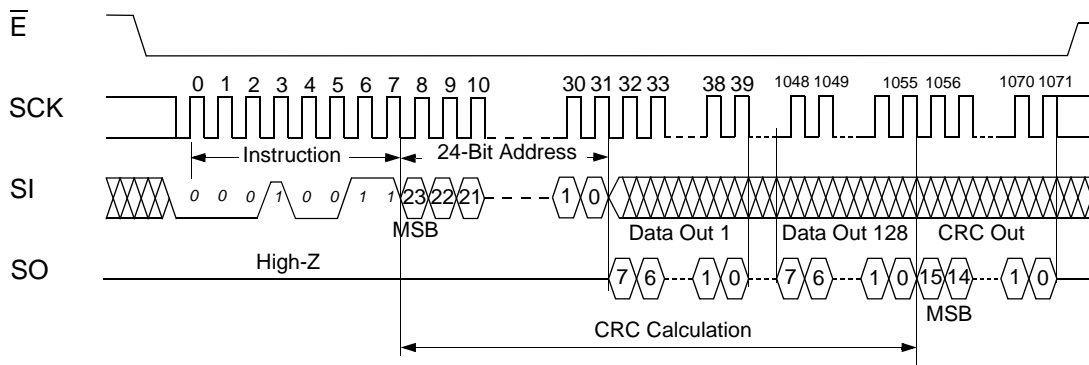 E
0 1 2 3 4 5 6 7 8 9 10 30 31 32 33 38 39 1048 1049 1055 1056 1070 1071
SCK
Instruction 24-Bit Address
SI 0 0 0 1 0 0 1 1 23 22 21 1 0
MSB Data Out 1 Data Out 128 CRC Out
High-Z
SO 7 6 1 0 7 6 1 0 15 14 1 0
MSB
CRC Calculation